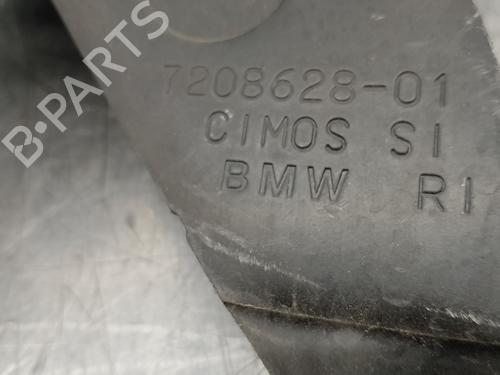 B-PARTS
7208628-01
CIMOS SI
BMW RI